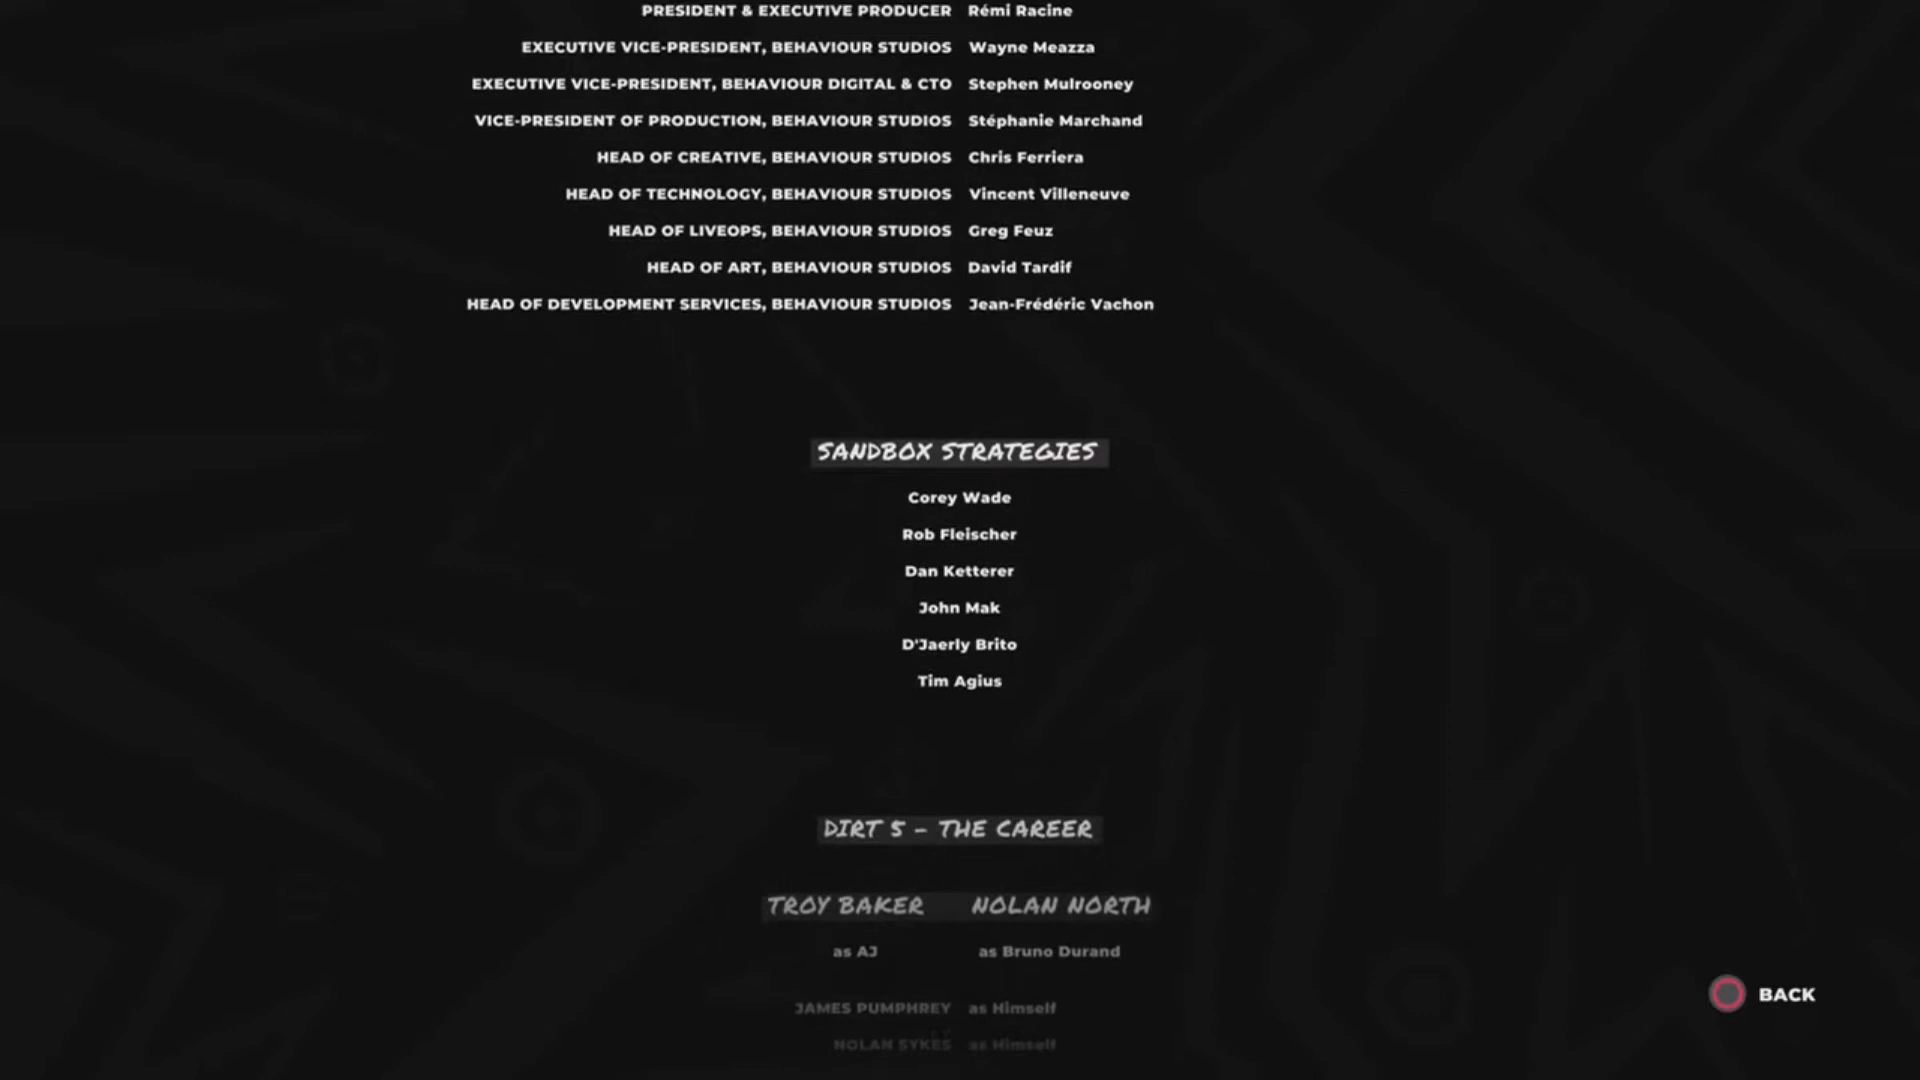 PRESIDENT & EXECUTIVE PRODUCER Rémi Racine
EXECUTIVE VICE-PRESIDENT, BEHAVIOUR STUDIOS Wayne Meazza
EXECUTIVE VICE-PRESIDENT, BEHAVIOUR DIGITAL & CTO Stephen Mulrooney
VICE-PRESIDENT OF PRODUCTION, BEHAVIOUR STUDIOS Stéphanie Marchand
HEAD OF CREATIVE, BEHAVIOUR STUDIOS Chris Ferriera
HEAD OF TECHNOLOGY, BEHAVIOUR STUDIOS Vincent Villeneuve
HEAD OF LIVEOPS, BEHAVIOUR STUDIOS Greg Feuz
HEAD OF ART, BEHAVIOUR STUDIOS David Tardif
HEAD OF DEVELOPMENT SERVICES, BEHAVIOUR STUDIOS Jean-Frédéric Vachon
SANDBOX STRATEGIES
Corey Wade
Rob Fleischer
Dan Ketterer
John Mak
D'Jaerly Brito
Tim Agius
DIRT 5 - THE CAREER
TROY BAKER NOLAN NORTH
as AJ as Bruno Durand
JAMES PUMPHREY as Himself
NOLAN SYKES as Himself
BACK